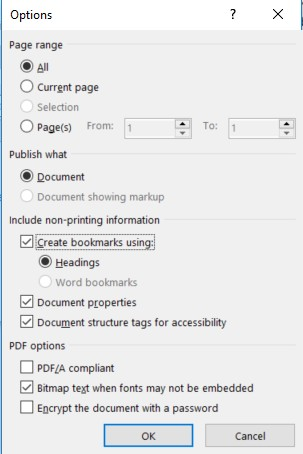 Options ? ×
Page range
All
Current page
Selection
Page(s) From: 1 To: 1
Publish what
Document
Document showing markup
Include non-printing information
Create bookmarks using:
Headings
Word bookmarks
Document properties
Document structure tags for accessibility
PDF options
PDF/A compliant
Bitmap text when fonts may not be embedded
Encrypt the document with a password
OK Cancel